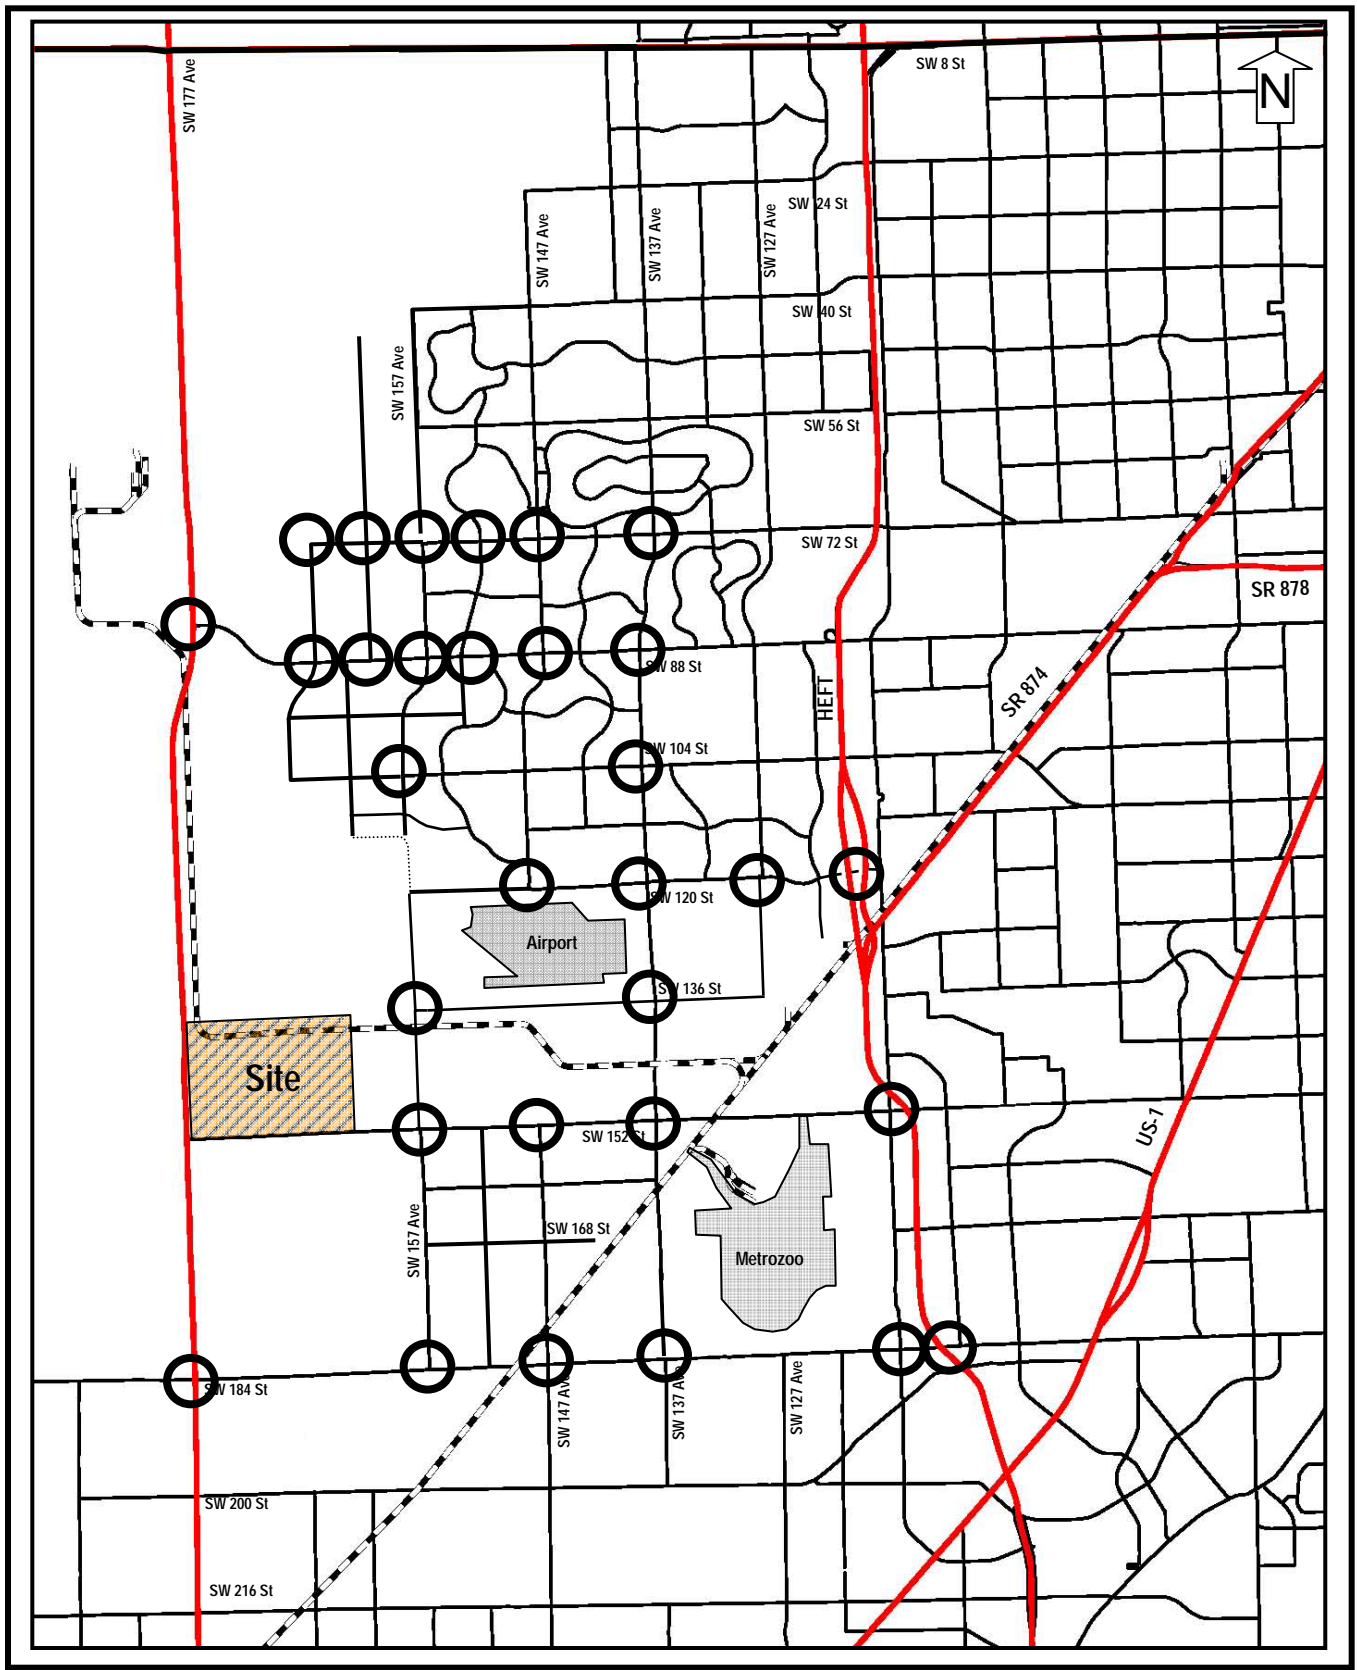 SW 8 St
N
SW 177 Ave
SW 24 St
SW 147 Ave
SW 137 Ave
SW 127 Ave
SW 40 St
SW 157 Ave
SW 56 St
SW 72 St
SR 878
SW 88 St
HEFT
SR 874
SW 104 St
SW 120 St
Airport
SW 136 St
Site
US-1
SW 152 St
SW 157 Ave
SW 168 St
Metrozoo
SW 184 St
SW 147 Ave
SW 137 Ave
SW 127 Ave
SW 200 St
SW 216 St